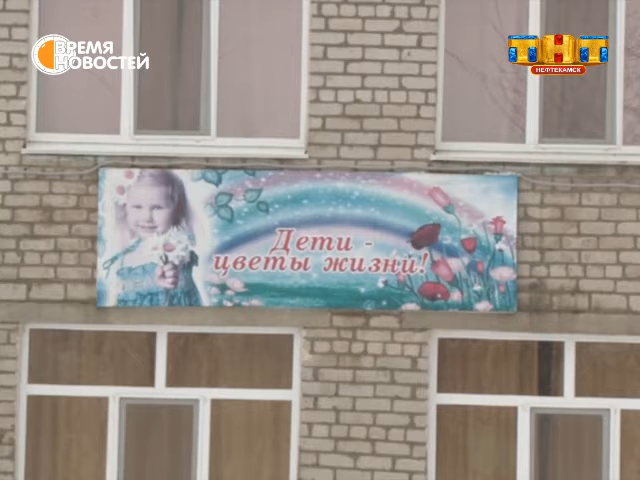 ВРЕМЯ
НОВОСТЕЙ
ТНТ
НЕФТЕКАМСК
Дети -
цветы жизни!